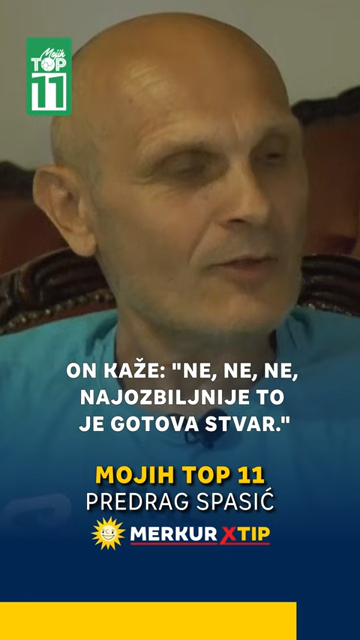 Mojih
TOP
11
ON KAŽE: "NE, NE, NE,
NAJOZBILJNIJE TO
JE GOTOVA STVAR."
MOJIH TOP 11
PREDRAG SPASIĆ
MERKUR XTIP